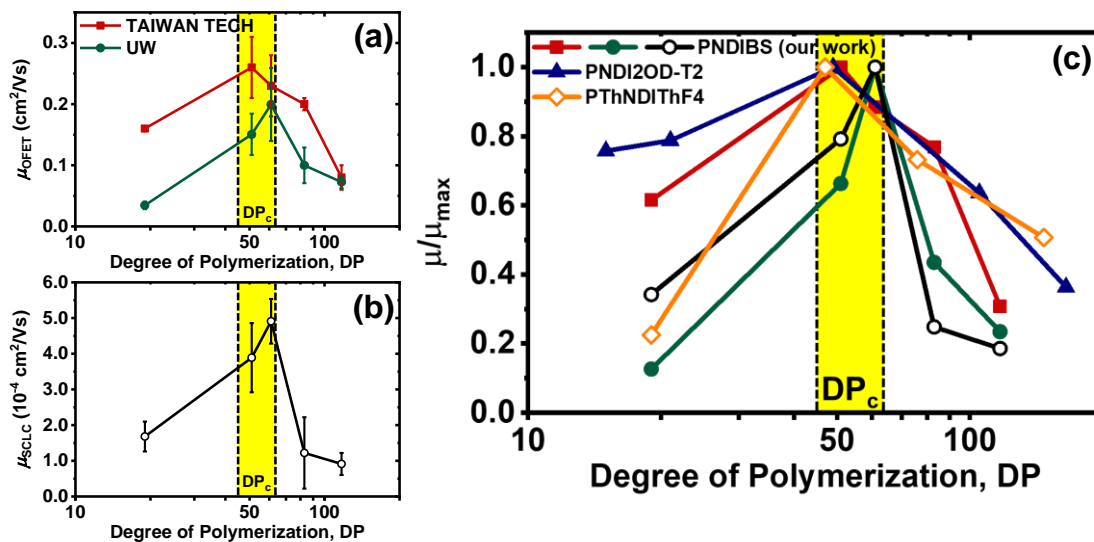 TAIWAN TECH
UW
(a)
0.3
0.2
0.1
0.0
μOFET (cm²/Vs)
DPc
10
50
100
Degree of Polymerization, DP
6.0
5.0
4.0
3.0
2.0
1.0
0.0
(b)
μSCLC (10⁻⁴ cm²/Vs)
DPc
10
50
100
Degree of Polymerization, DP
PNDIBS (our work)
PNDI2OD-T2
PThNDIThF4
(c)
1.0
0.8
0.6
0.4
0.2
0.0
μ/μmax
DPc
10
50
100
Degree of Polymerization, DP